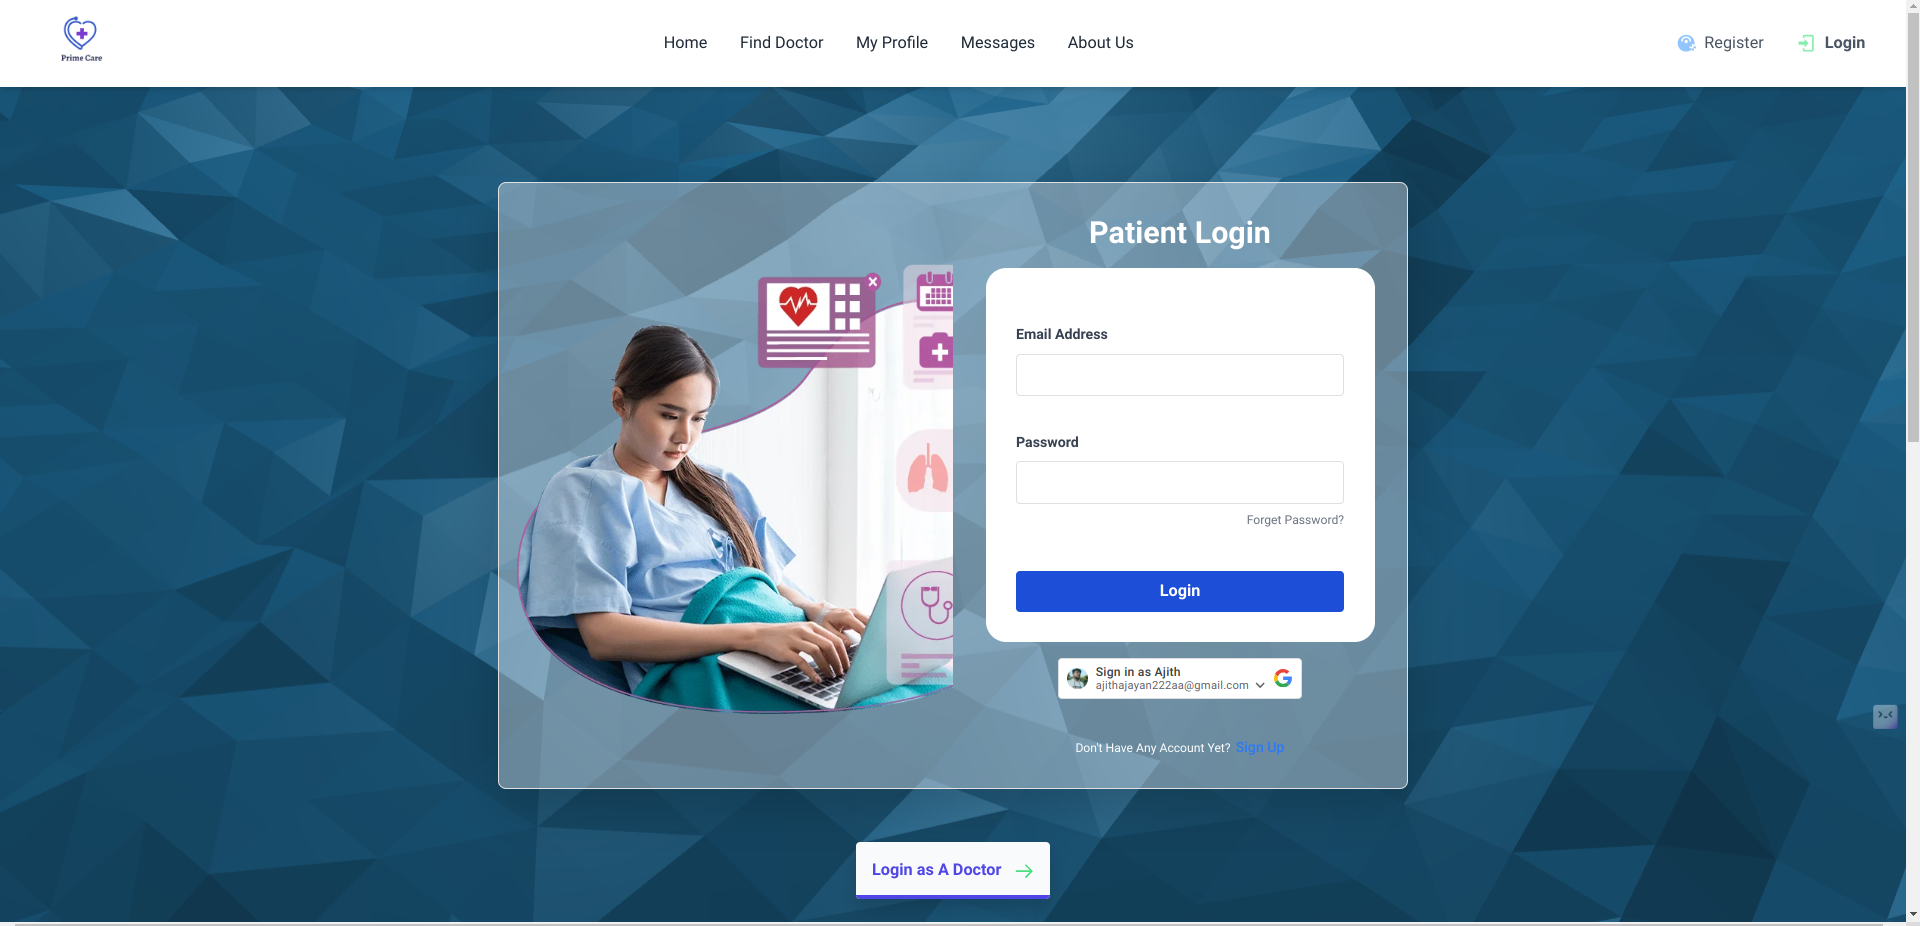 Prime Care
Home
Find Doctor
My Profile
Messages
About Us
Register
Login
Patient Login
Email Address
Password
Forget Password?
Login
Sign in as Ajith
ajithajayan222aa@gmail.com
Don't Have Any Account Yet? Sign Up
Login as A Doctor